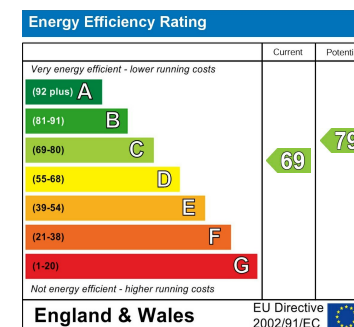 Energy Efficiency Rating
Current
Very energy efficient - lower running costs
(92 plus) A
(81-91) B
(69-80) C
(55-68) D
(39-54) E
(21-38) F
(1-20) G
69
79
Not energy efficient - higher running costs
England & Wales
EU Directive
2002/91/EC